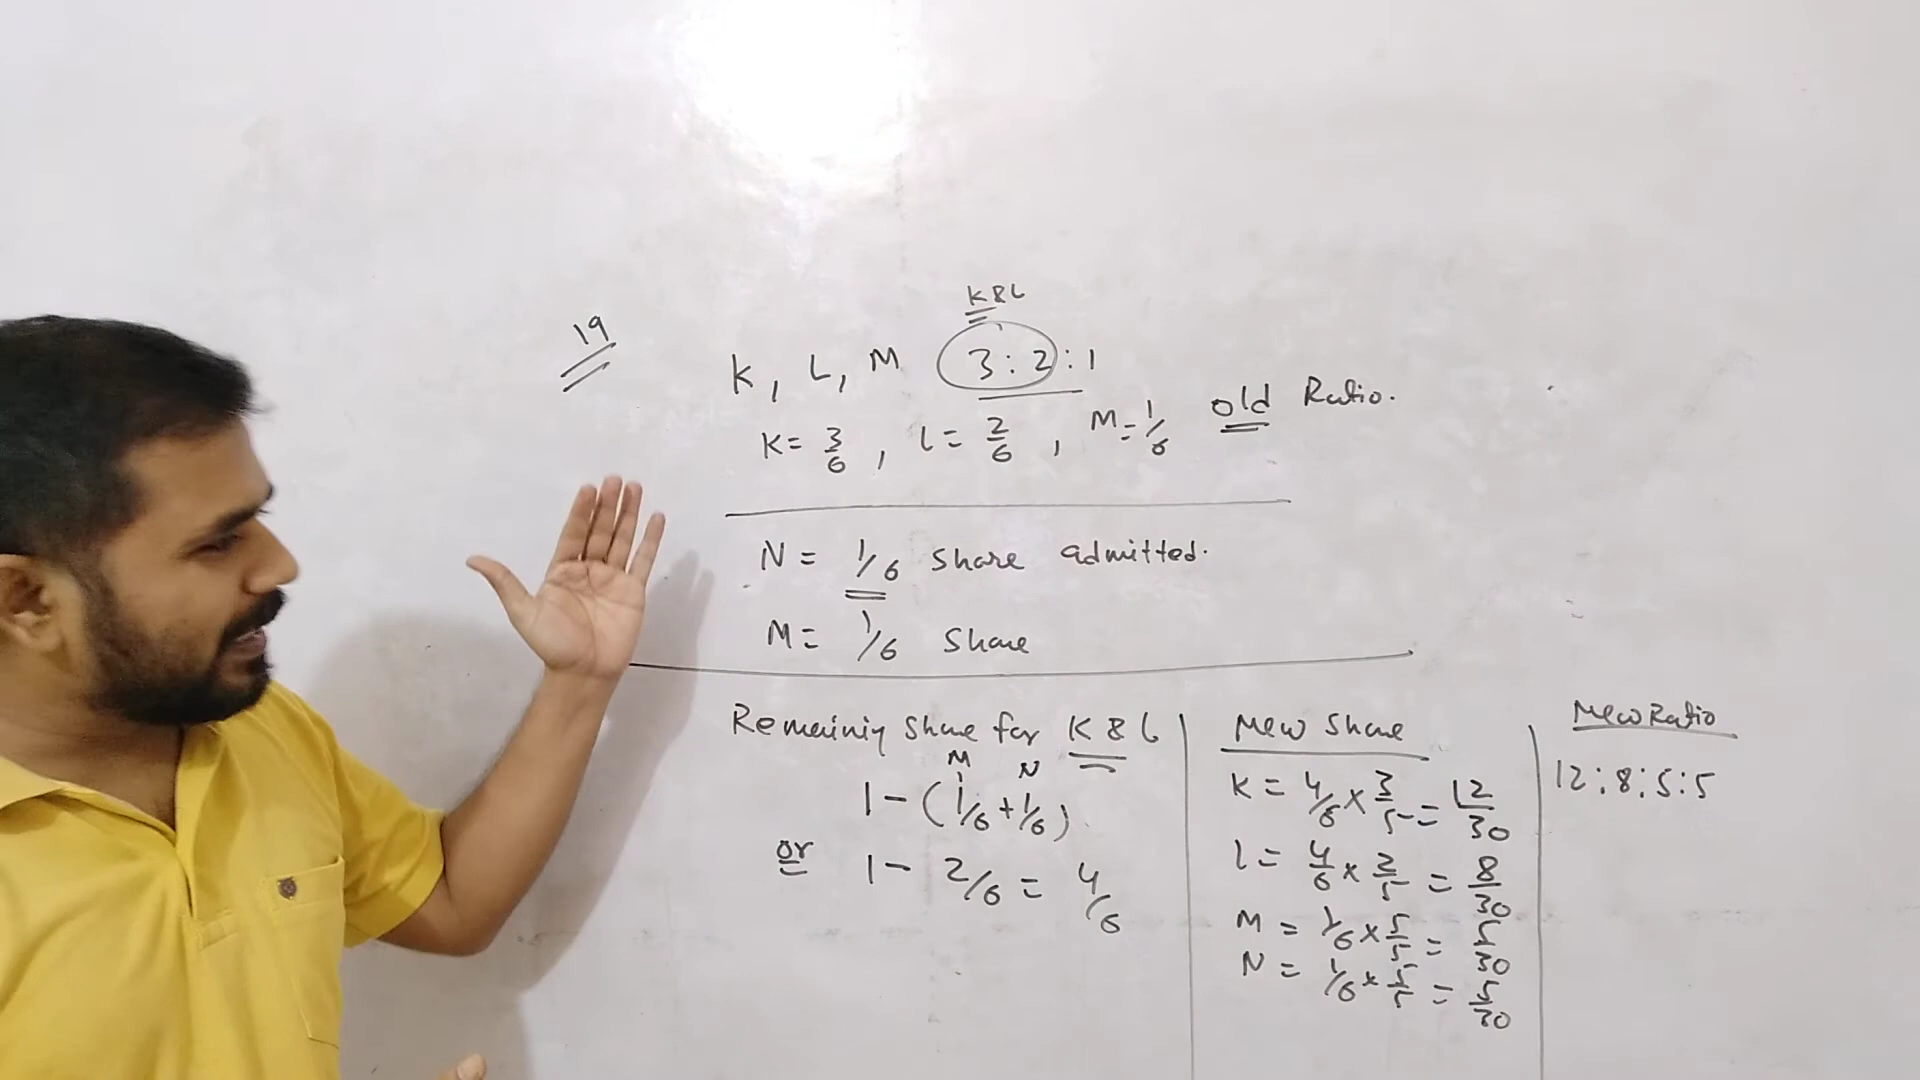 19
K & L
K, L, M 3:2:1
K = 3/6, L = 2/6, M = 1/6 old Ratio.
N = 1/6 Share admitted.
M = 1/6 Share
Remaining Share for K & L
M N
1 - (1/6 + 1/6)
or 1 - 2/6 = 4/6
New Share
K = 4/6 × 3/5 = 12/30
L = 4/6 × 2/5 = 8/30
M = 1/6 × 5/5 = 5/30
N = 1/6 × 5/5 = 5/30
New Ratio
12:8:5:5